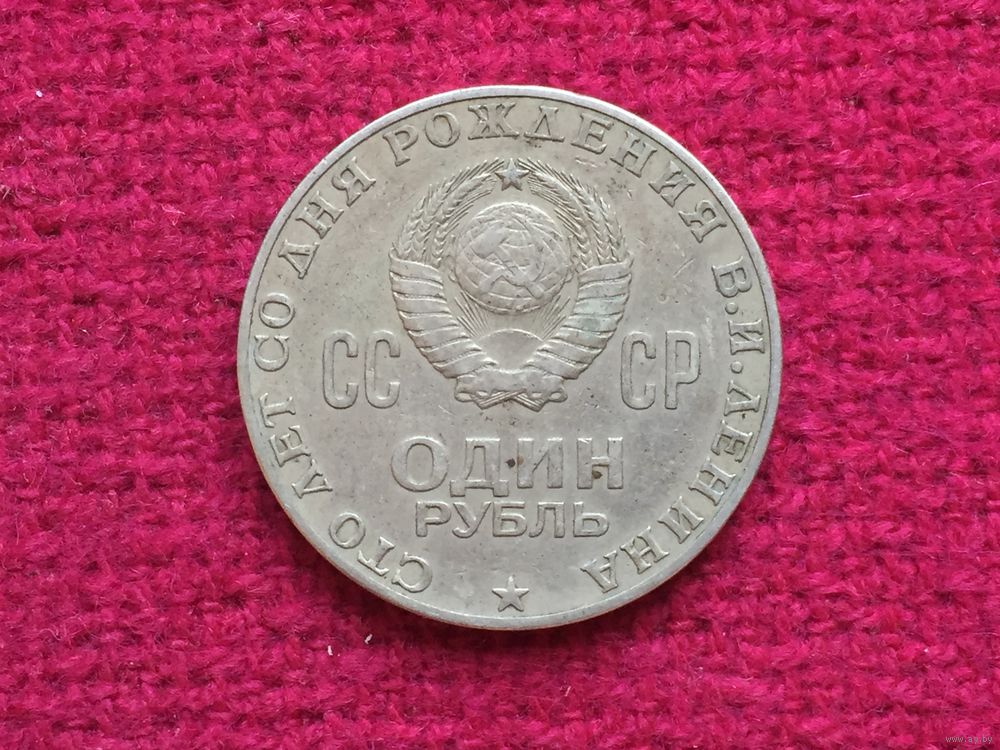 СТО ЛЕТ СО ДНЯ РОЖДЕНИЯ В.И.ЛЕНИНА
СС СР
ОДИН
РУБЛЬ
www.ay.by